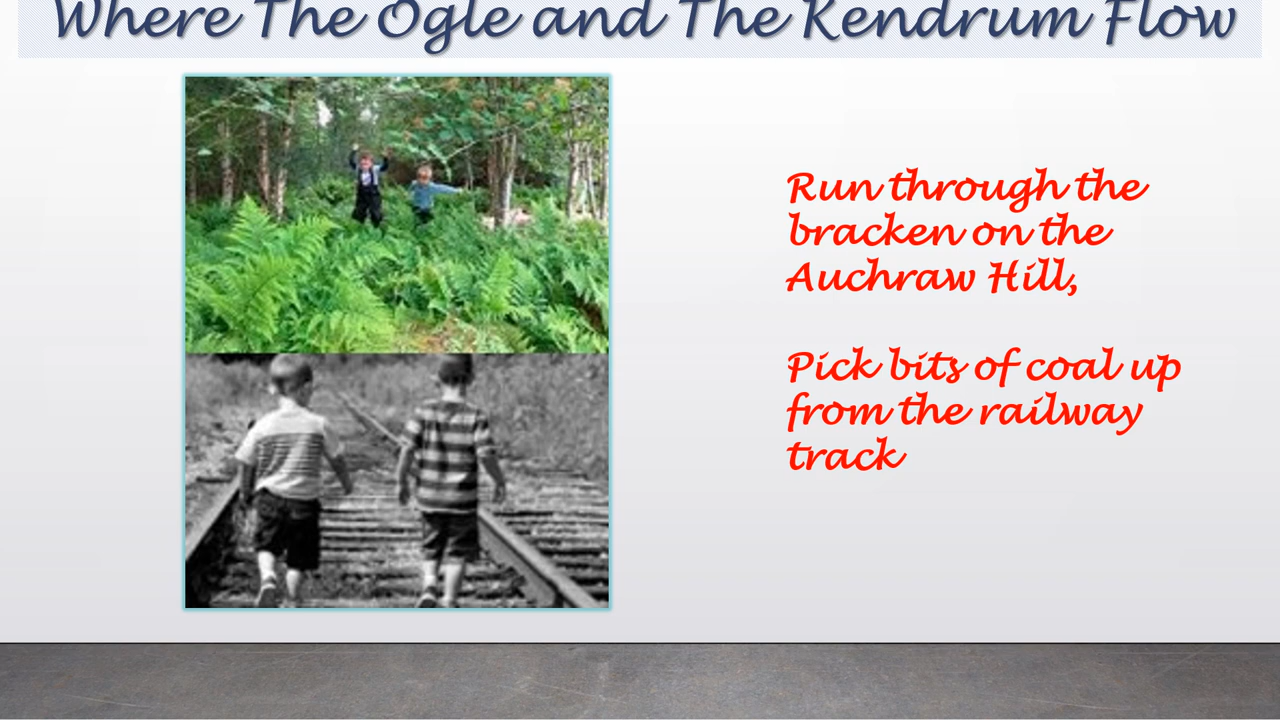 Where The Ogle and The Kendrum Flow
Run through the
bracken on the
Auchraw Hill,
Pick bits of coal up
from the railway
track